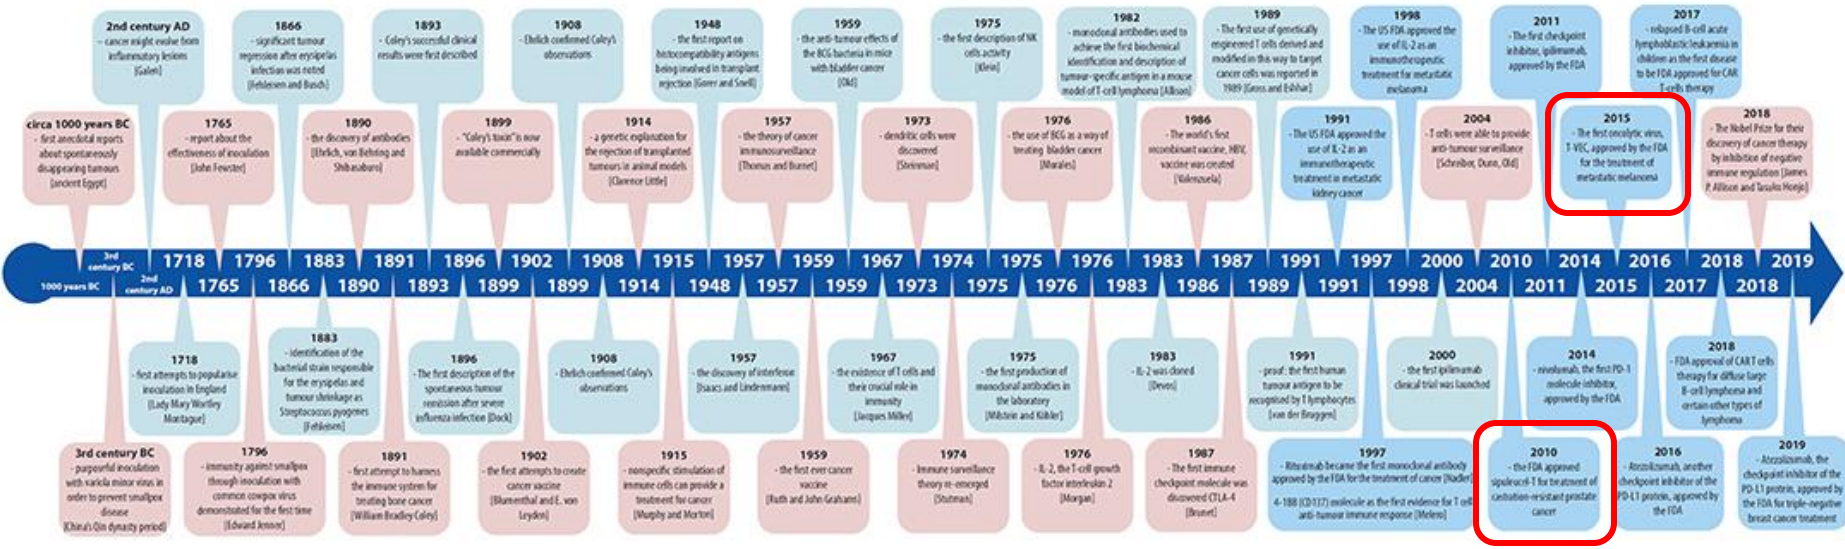 2nd century AD
- cancer might evolve from
inflammatory lesions
[Galen]
1866
- significant tumour
regression after erysipelas
infection was noted
[Fehleisen and Busch]
1893
- Coley's successful clinical
results were first described
1908
- Ehrlich confirmed Coley's
observations
1948
- the first report on
histocompatibility antigens
being involved in transplant
rejection [Gorer and Snell]
1959
- the anti-tumour effects of
the BCG bacteria in mice
with bladder cancer
[Old]
1975
- the first description of NK
cells activity
[Klein]
1982
- monoclonal antibodies used to
achieve the first biochemical
identification and description of
tumour-specific antigen in a mouse
model of T-cell lymphoma [Allison]
1989
- The first use of genetically
engineered T cells derived and
modified in this way to target
cancer cells was reported in
1989 [Gross and Eshhar]
1998
- The US FDA approved the
use of IL-2 as an
immunotherapeutic
treatment for metastatic
melanoma
2011
- The first checkpoint
inhibitor, ipilimumab,
approved by the FDA
2017
- relapsed B-cell acute
lymphoblastic leukaemia in
children as the first disease
to be FDA approved for CAR
T-cells therapy
circa 1000 years BC
- first anecdotal reports
about spontaneously
disappearing tumours
[ancient Egypt]
1765
- report about the
effectiveness of inoculation
[John Fewster]
1890
- the discovery of antibodies
[Ehrlich, von Behring and
Shibasaburo]
1899
- "Coley's toxin" is now
available commercially
1914
- a genetic explanation for
the rejection of transplanted
tumours in animal models
[Clarence Little]
1957
- the theory of cancer
immunosurveillance
[Thomas and Burnet]
1973
- dendritic cells were
discovered
[Steinman]
1976
- the use of BCG as a way of
treating bladder cancer
[Morales]
1986
- The world's first
recombinant vaccine, HBV,
vaccine was created
[Valenzuela]
1991
- The US FDA approved the
use of IL-2 as an
immunotherapeutic
treatment in metastatic
kidney cancer
2004
- T cells were able to provide
anti-tumour surveillance
[Schreiber, Dunn, Old]
2015
- The first oncolytic virus,
T-VEC, approved by the FDA
for the treatment of
metastatic melanoma
2018
- The Nobel Prize for their
discovery of cancer therapy
by inhibition of negative
immune regulation [James
P. Allison and Tasuku Honjo]
3rd
century BC
1718 1796 1883 1891 1896 1902 1908 1915 1957 1959 1967 1974 1975 1976 1983 1987 1991 1997 2000 2010 2014 2016 2018 2019
1000 years BC
2nd
century AD
1765 1866 1890 1893 1899 1899 1914 1948 1957 1959 1973 1975 1976 1983 1986 1989 1991 1998 2004 2011 2015 2017 2018
1718
- first attempts to popularise
inoculation in England
[Lady Mary Wortley
Montague]
1883
- identification of the
bacterial strain responsible
for the erysipelas and
tumour shrinkage as
Streptococcus pyogenes
[Fehleisen]
1896
- The first description of the
spontaneous tumour
remission after severe
influenza infection [Dock]
1908
- Ehrlich confirmed Coley's
observations
1957
- the discovery of interferon
[Isaacs and Lindenmann]
1967
- the existence of T cells and
their crucial role in
immunity
[Jacques Miller]
1975
- the first production of
monoclonal antibodies in
the laboratory
[Milstein and Köhler]
1983
- IL-2 was cloned
[Devos]
1991
- proof: the first human
tumour antigen to be
recognised by T lymphocytes
[van der Bruggen]
2000
- the first ipilimumab
clinical trial was launched
2014
- nivolumab, the first PD-1
molecule inhibitor,
approved by the FDA
2018
- FDA approval of CAR T cells
therapy for diffuse large
B-cell lymphoma and
certain other types of
lymphoma
3rd century BC
- purposeful inoculation
with variola minor virus in
order to prevent smallpox
disease
[China's Qin dynasty period]
1796
- immunity against smallpox
through inoculation with
common cowpox virus
demonstrated for the first time
[Edward Jenner]
1891
- first attempt to harness
the immune system for
treating bone cancer
[William Bradley Coley]
1902
- the first attempts to create
cancer vaccine
[Blumenthal and E. von
Leyden]
1915
- nonspecific stimulation of
immune cells can provide a
treatment for cancer
[Murphy and Morton]
1959
- the first ever cancer
vaccine
[Ruth and John Grahams]
1974
- Immune surveillance
theory re-emerged
[Stutman]
1976
- IL-2, the T-cell growth
factor interleukin 2
[Morgan]
1987
- The first immune
checkpoint molecule was
discovered CTLA-4
[Brunet]
1997
- Rituximab became the first monoclonal antibody
approved by the FDA for the treatment of cancer [Nadler]
4-1BB (CD137) molecule as the first evidence for T cell
anti-tumour immune response [Melero]
2010
- the FDA approved
sipuleucel-T for treatment of
castration-resistant prostate
cancer
2016
- Atezolizumab, another
checkpoint inhibitor of the
PD-L1 protein, approved by
the FDA
2019
- Atezolizumab, the
checkpoint inhibitor of the
PD-L1 protein, approved by
the FDA for triple-negative
breast cancer treatment